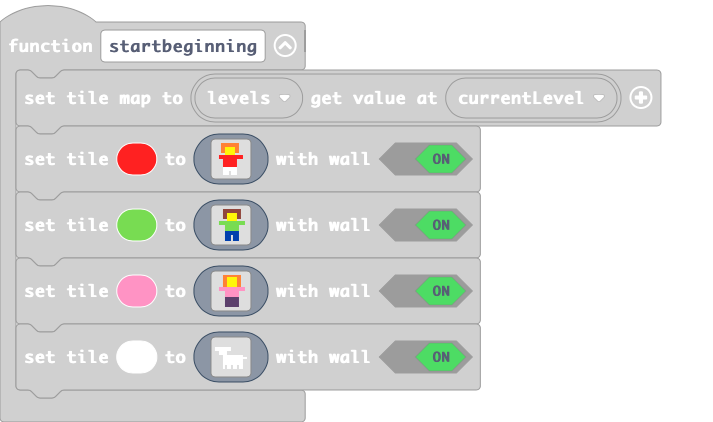 function startbeginning
set tile map to levels get value at currentLevel
set tile to with wall ON
set tile to with wall ON
set tile to with wall ON
set tile to with wall ON